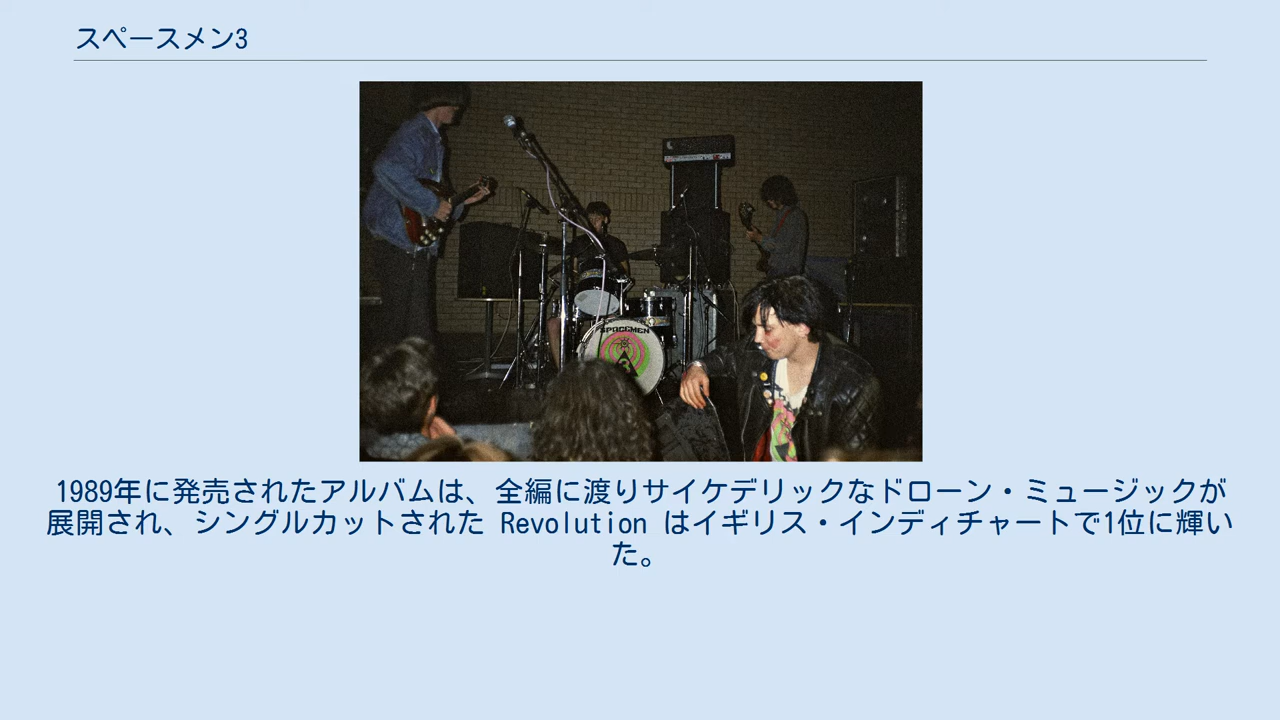 スペースメン3
SPACEMEN
3
1989年に発売されたアルバムは、全編に渡りサイケデリックなドローン・ミュージックが
展開され、シングルカットされた Revolution はイギリス・インディチャートで1位に輝い
た。